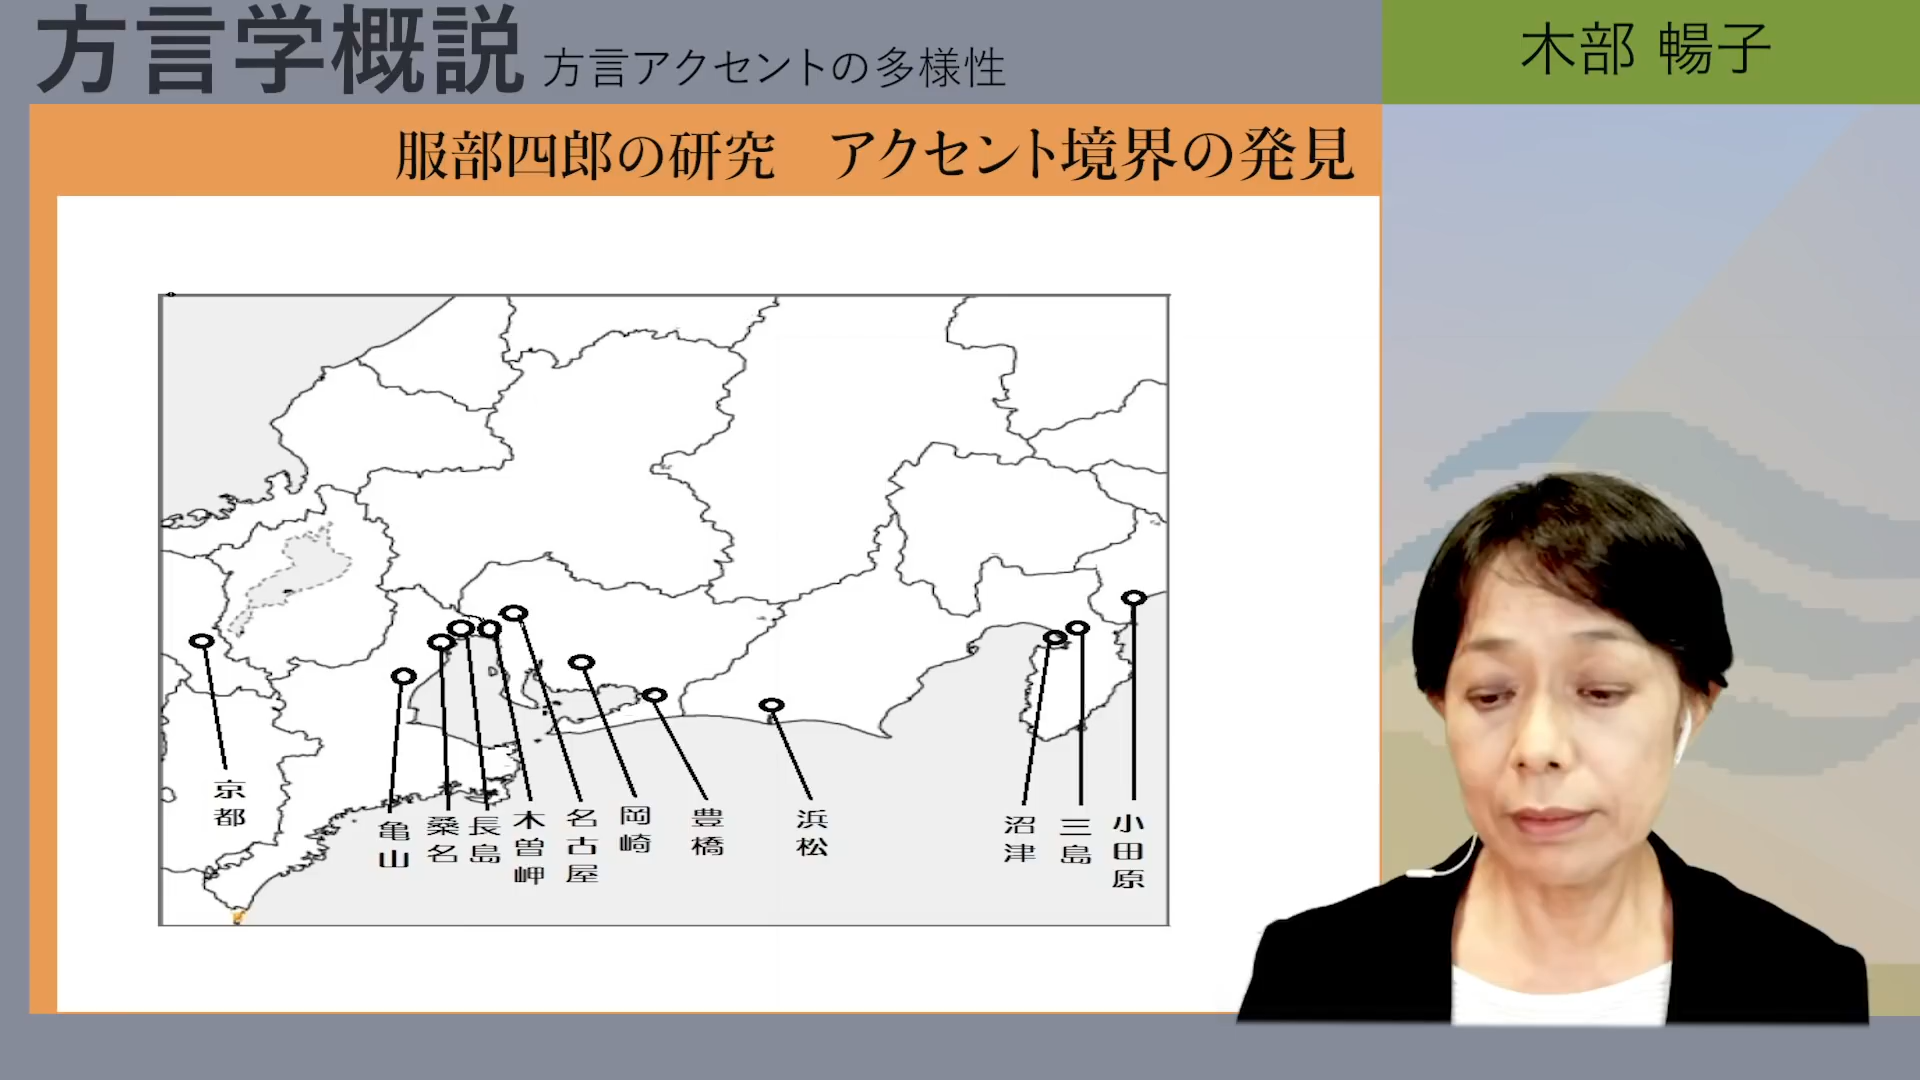 方言学概説 方言アクセントの多様性
木部 暢子
服部四郎の研究　アクセント境界の発見
京都
亀山
桑名
長島
木曽岬
名古屋
岡崎
豊橋
浜松
沼津
三島
小田原